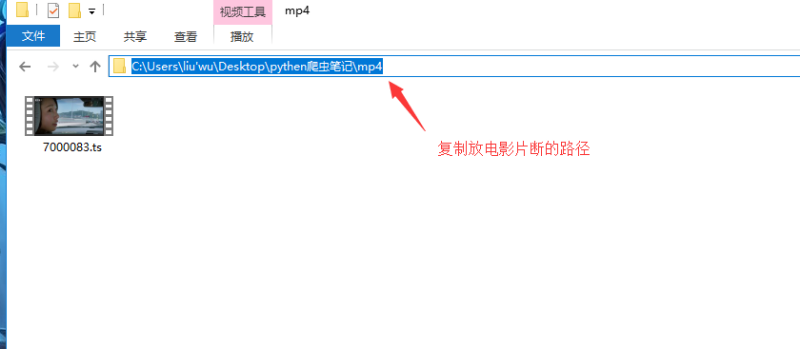 视频工具
mp4
文件
主页
共享
查看
播放
C:\Users\liu'wu\Desktop\pythen爬虫笔记\mp4
7000083.ts
复制放电影片断的路径